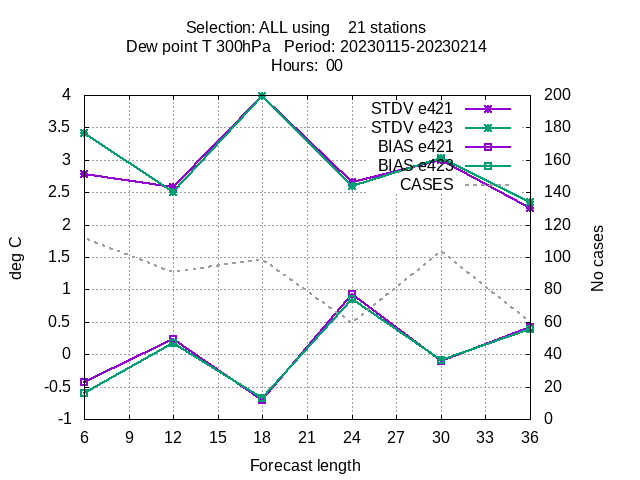 Selection: ALL using 21 stations
Dew point T 300hPa Period: 20230115-20230214
Hours: 00
STDV e421
STDV e423
BIAS e421
BIAS e423
CASES
4
3.5
3
2.5
2
1.5
1
0.5
0
-0.5
-1
200
180
160
140
120
100
80
60
40
20
0
deg C
No cases
6 9 12 15 18 21 24 27 30 33 36
Forecast length